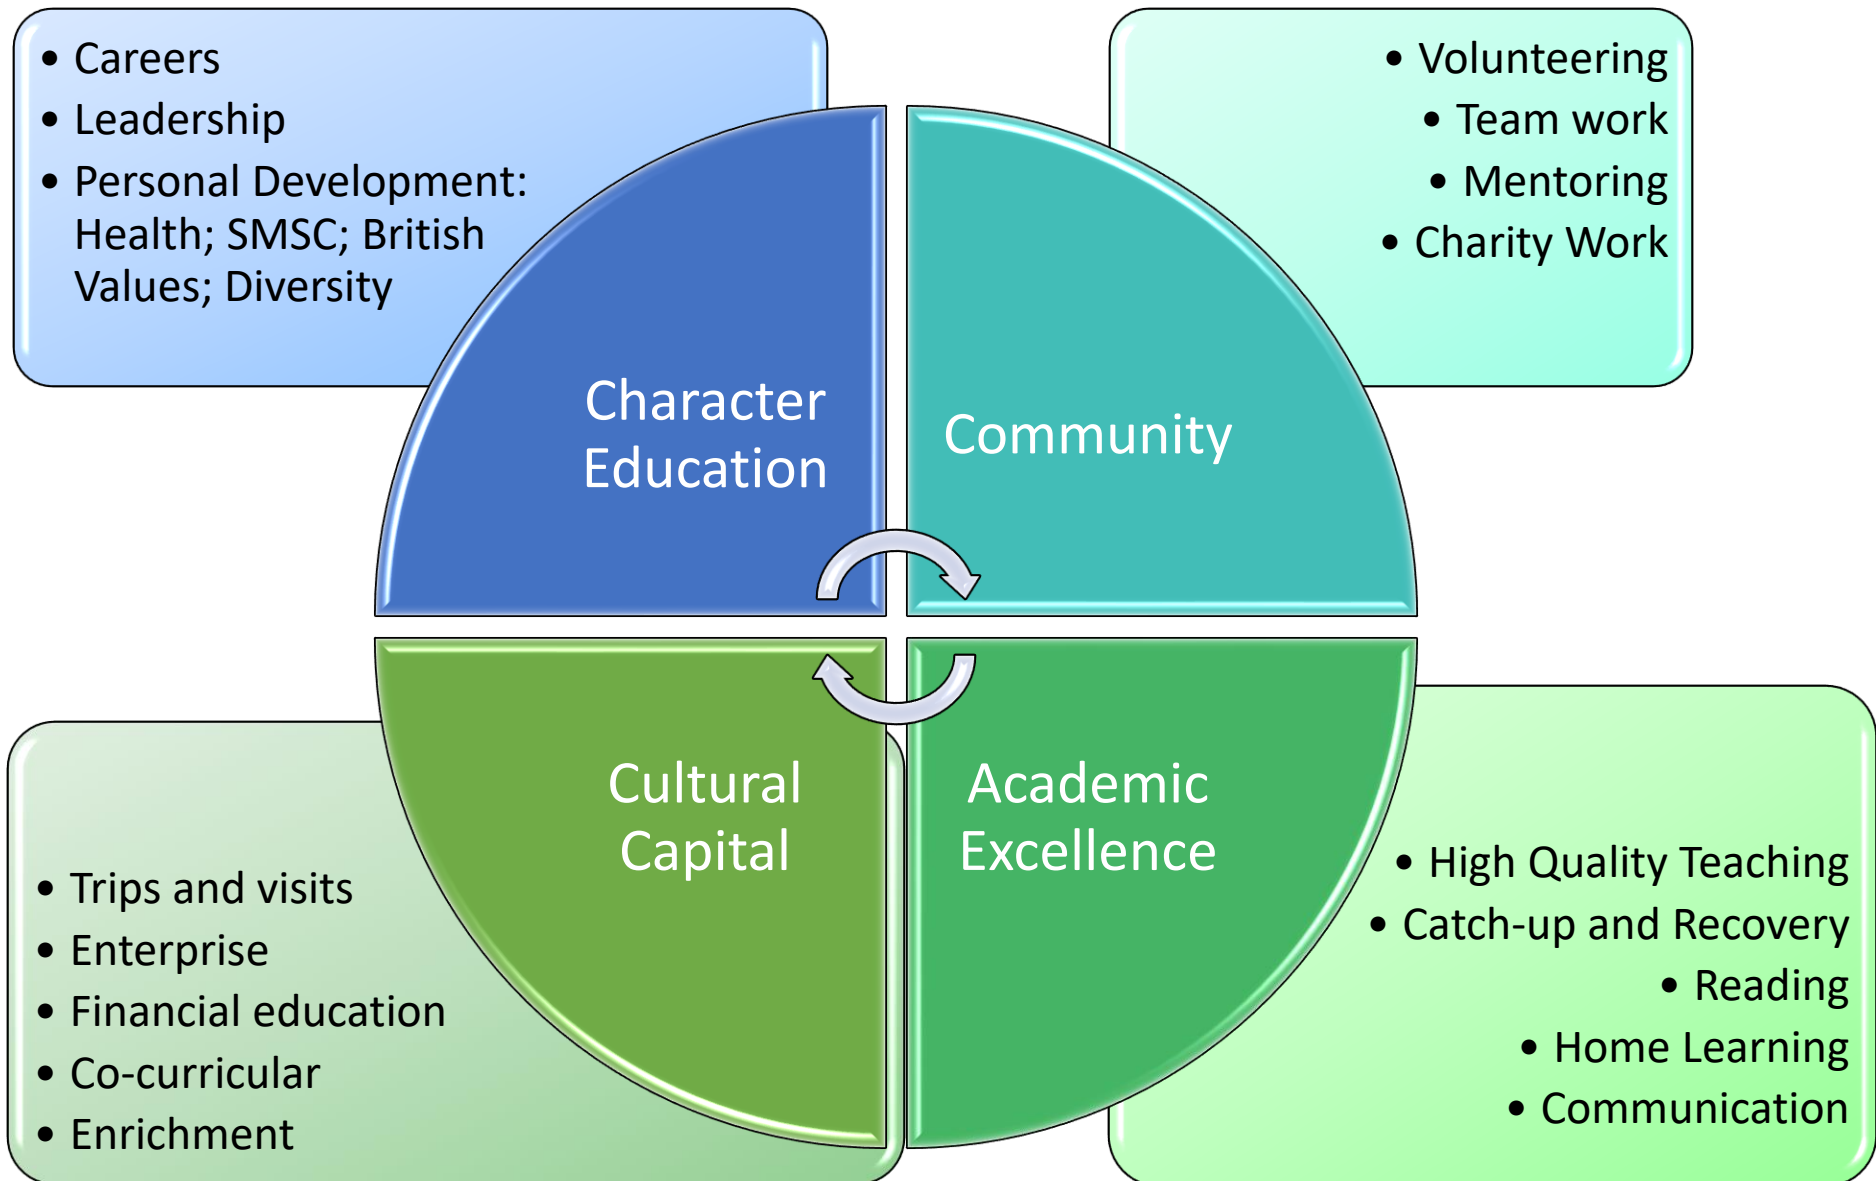 • Careers
• Leadership
• Personal Development:
Health; SMSC; British
Values; Diversity
• Volunteering
• Team work
• Mentoring
• Charity Work
Character
Education
Community
Cultural
Capital
Academic
Excellence
• Trips and visits
• Enterprise
• Financial education
• Co-curricular
• Enrichment
• High Quality Teaching
• Catch-up and Recovery
• Reading
• Home Learning
• Communication